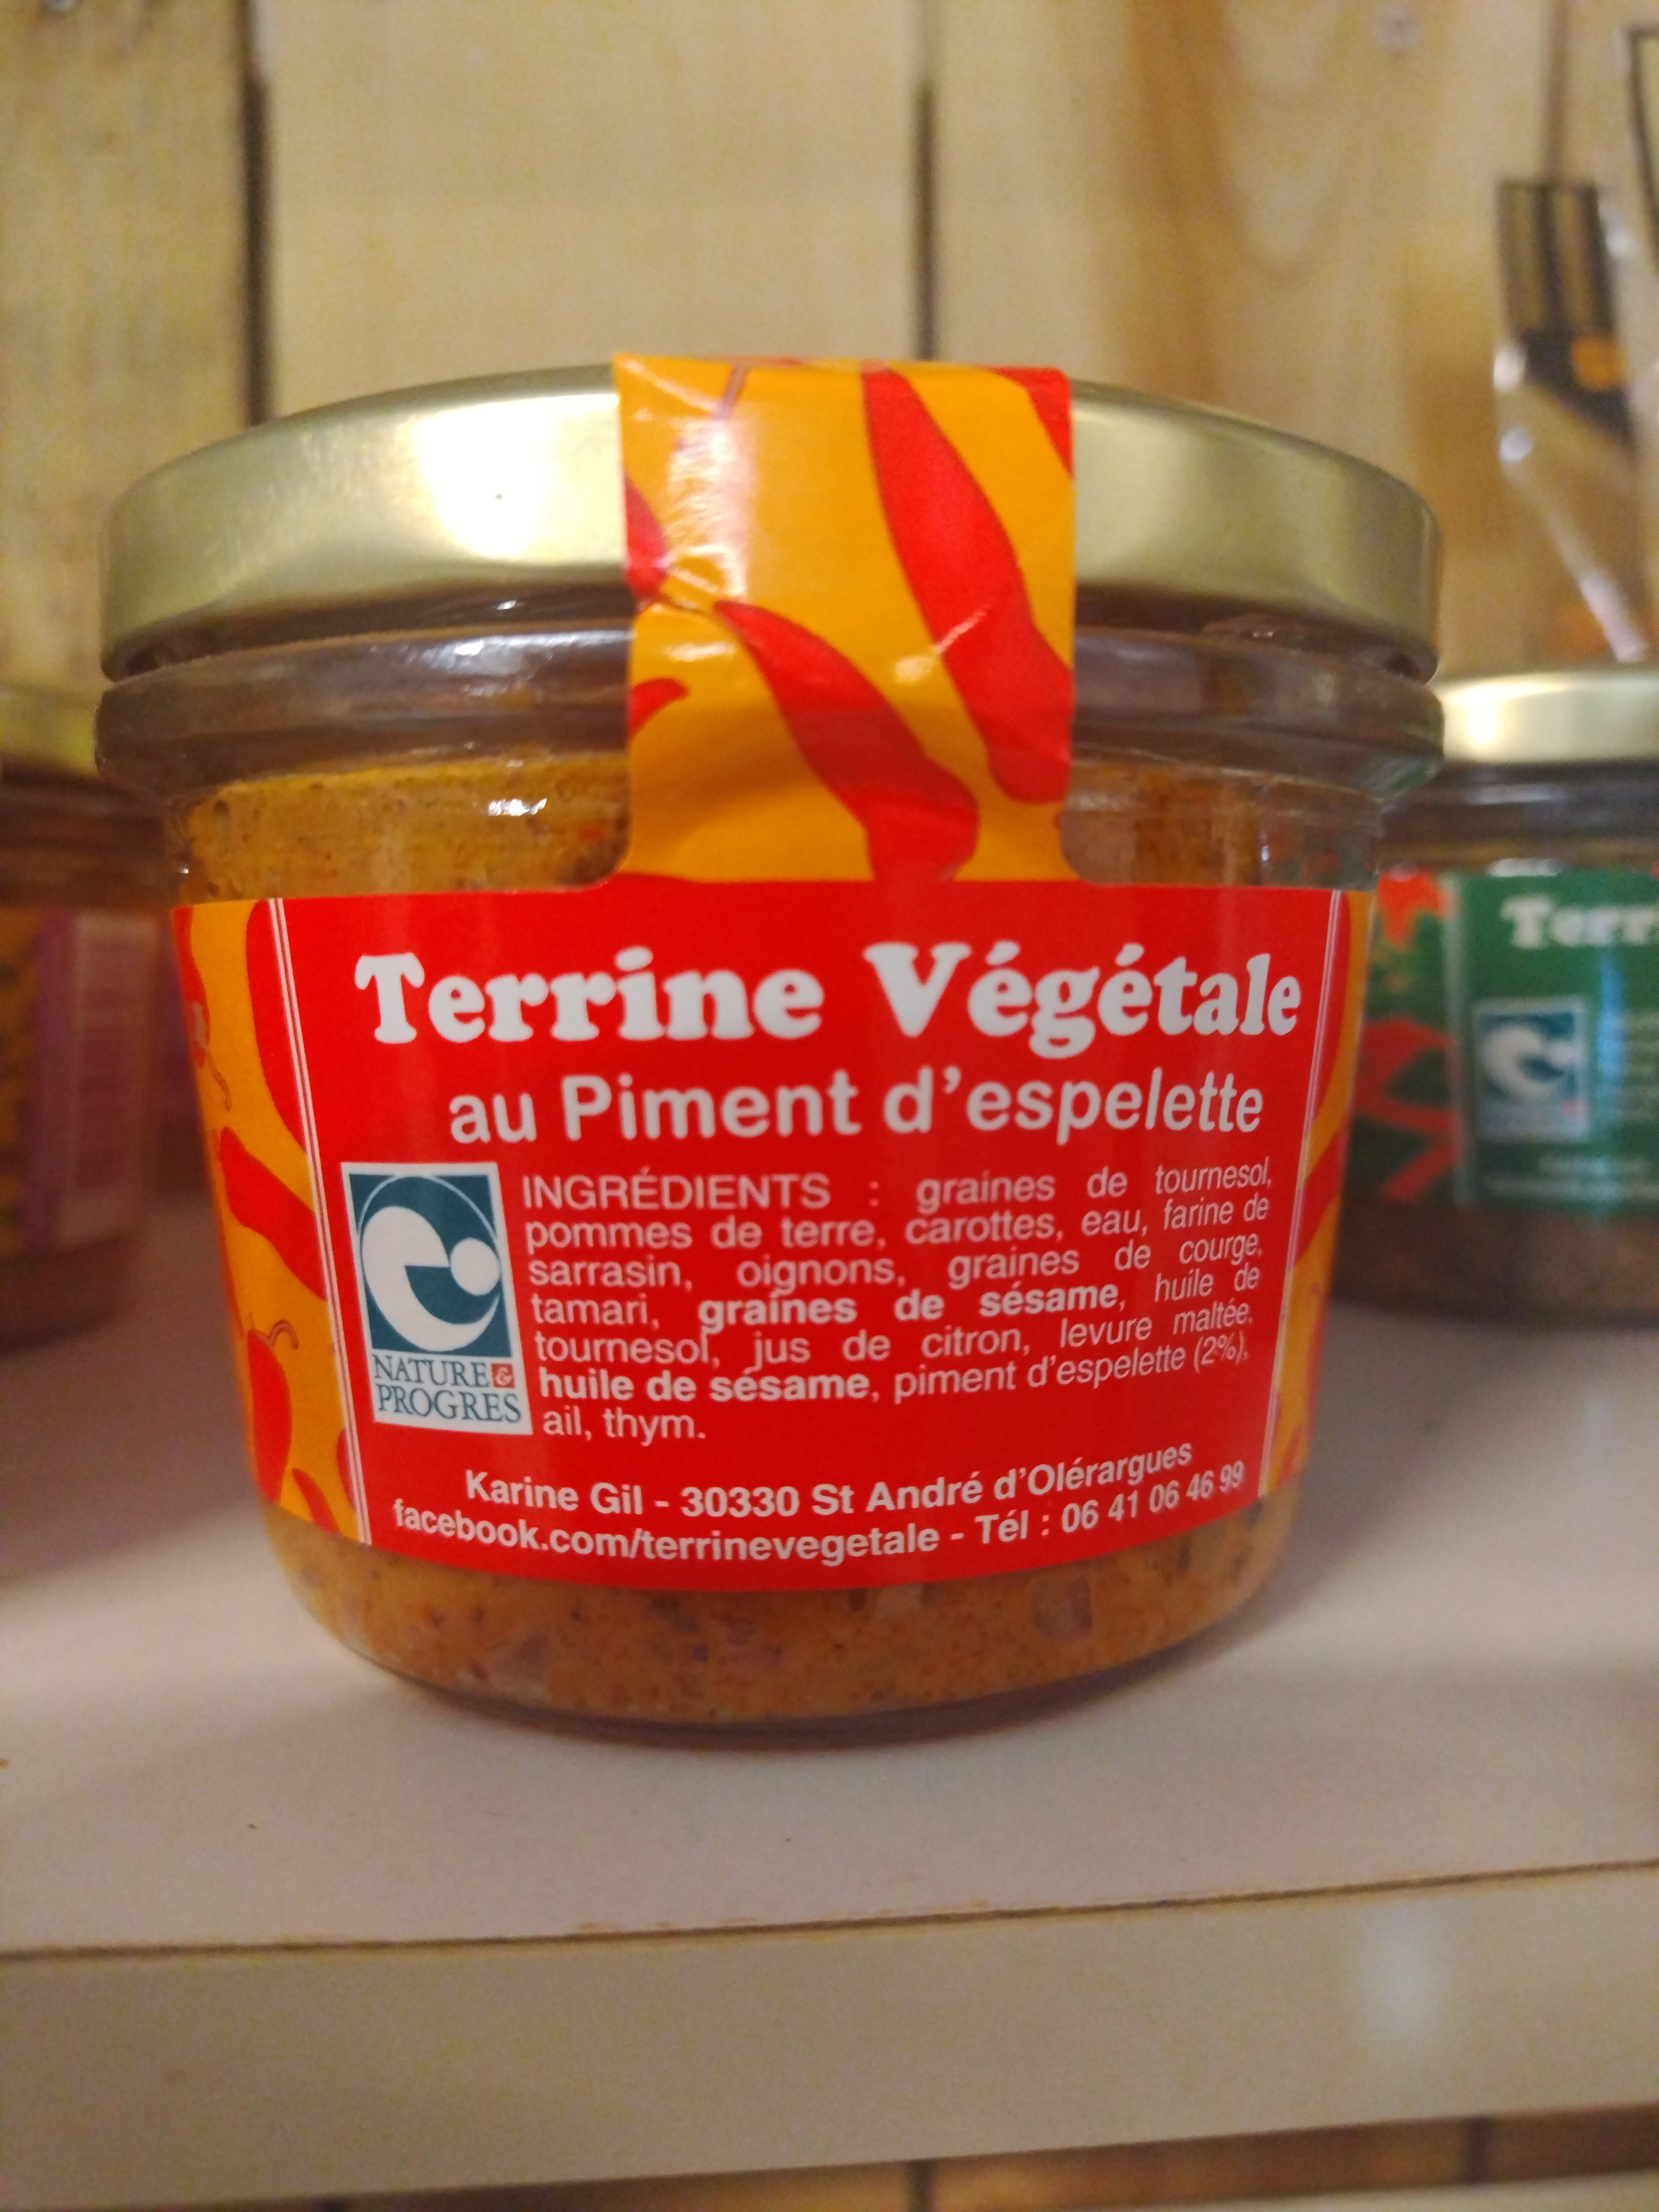 Terrine Végétale
au Piment d'espelette
INGRÉDIENTS : graines de tournesol,
pommes de terre, carottes, eau, farine de
sarrasin, oignons, graines de courge,
tamari, graines de sésame, huile de
tournesol, jus de citron, levure maltée,
huile de sésame, piment d'espelette (2%),
ail, thym.
NATURE &
PROGRES
Karine Gil - 30330 St André d'Olérargues
facebook.com/terrinevegetale - Tél : 06 41 06 46 99
Terr